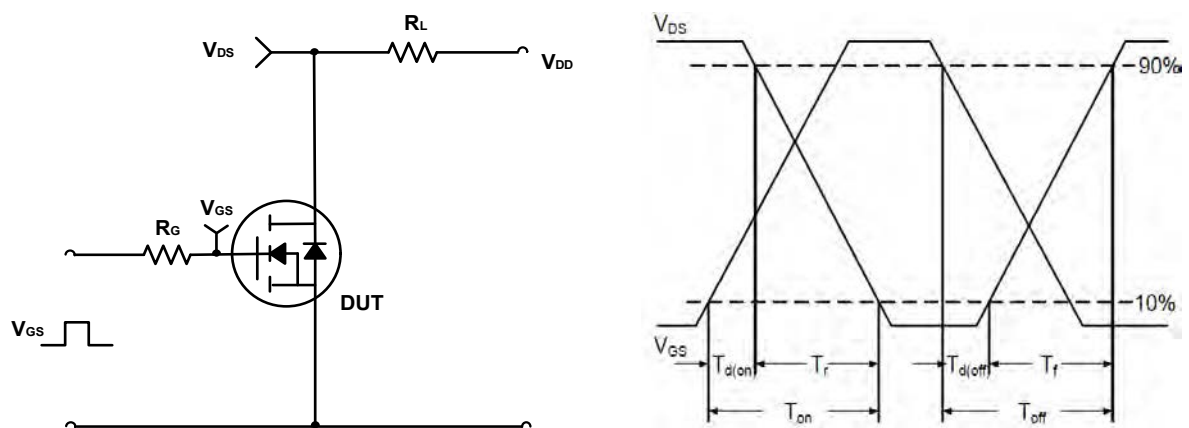 RL
VDS
VDD
VGS
RG
DUT
VGS
VDS
90%
10%
VGS
Td(on)
Tr
Td(off)
Tf
Ton
Toff